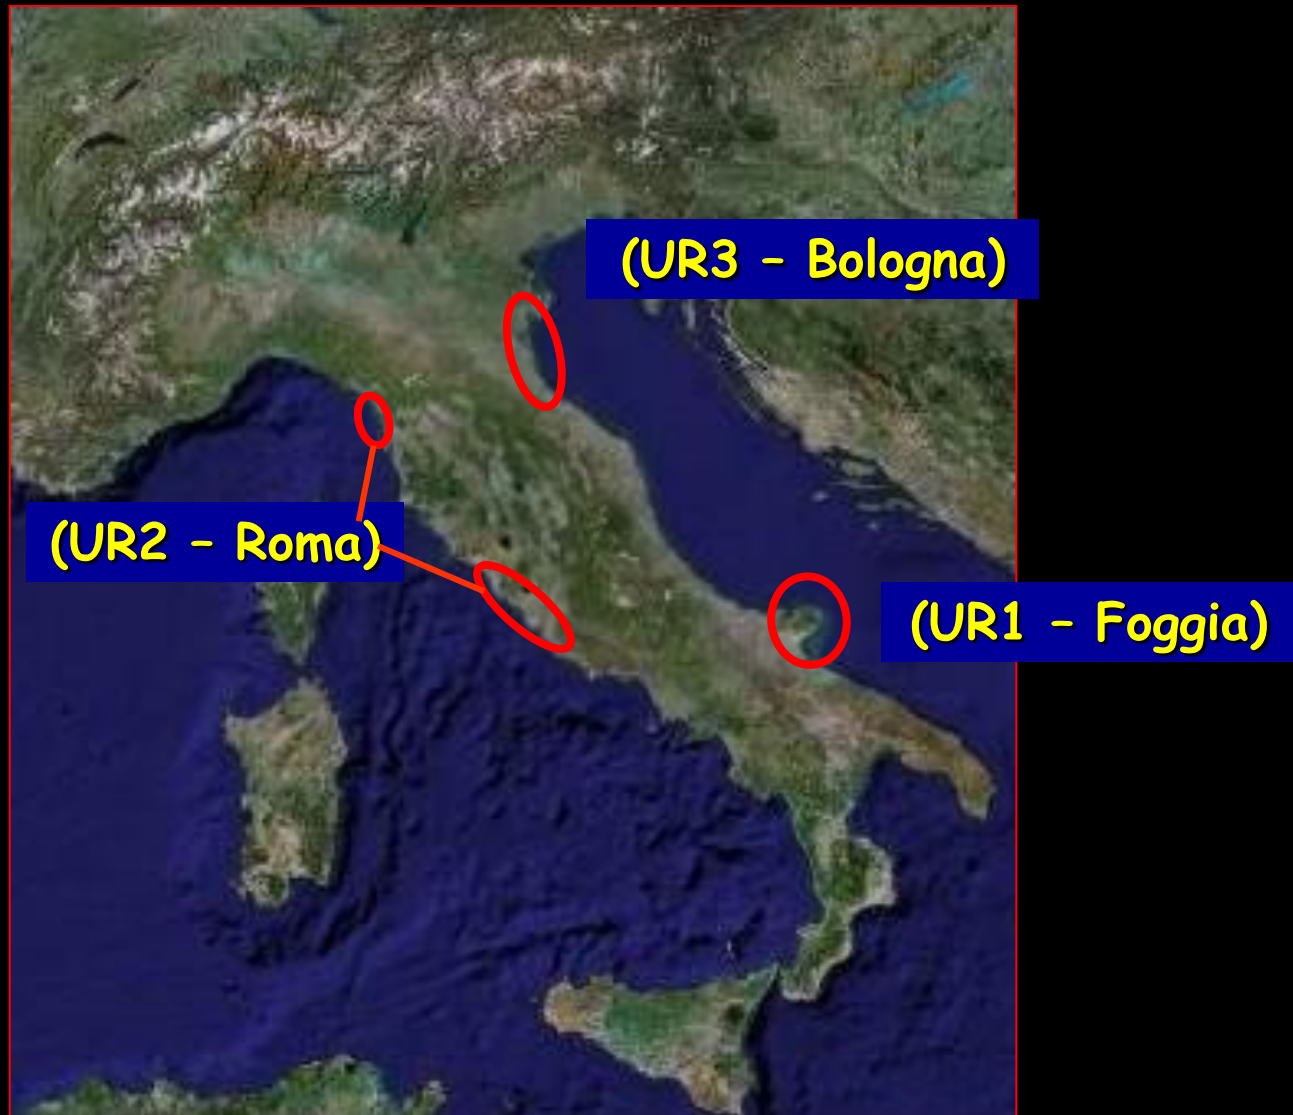 (UR3 – Bologna)
(UR2 – Roma)
(UR1 – Foggia)